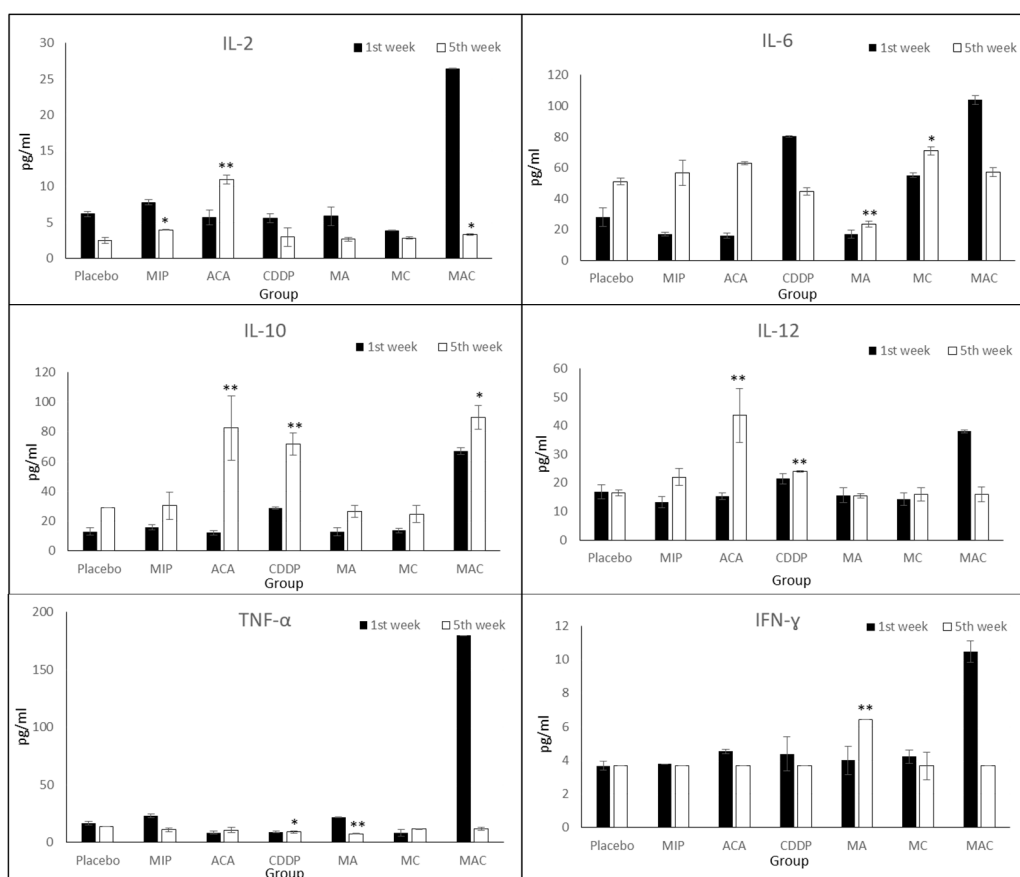 IL-2
1st week 5th week
30
25
20
15
10
5
0
pg/ml
*
**
*
Placebo MIP ACA CDDP MA MC MAC
Group
IL-6
1st week 5th week
120
100
80
60
40
20
0
pg/ml
**
*
Placebo MIP ACA CDDP MA MC MAC
Group
IL-10
1st week 5th week
120
100
80
60
40
20
0
pg/ml
**
**
*
Placebo MIP ACA CDDP MA MC MAC
Group
IL-12
1st week 5th week
60
50
40
30
20
10
0
pg/ml
**
**
Placebo MIP ACA CDDP MA MC MAC
Group
TNF-α
1st week 5th week
200
150
100
50
0
pg/ml
*
**
Placebo MIP ACA CDDP MA MC MAC
Group
IFN-ɣ
1st week 5th week
12
10
8
6
4
2
0
pg/ml
**
Placebo MIP ACA CDDP MA MC MAC
Group